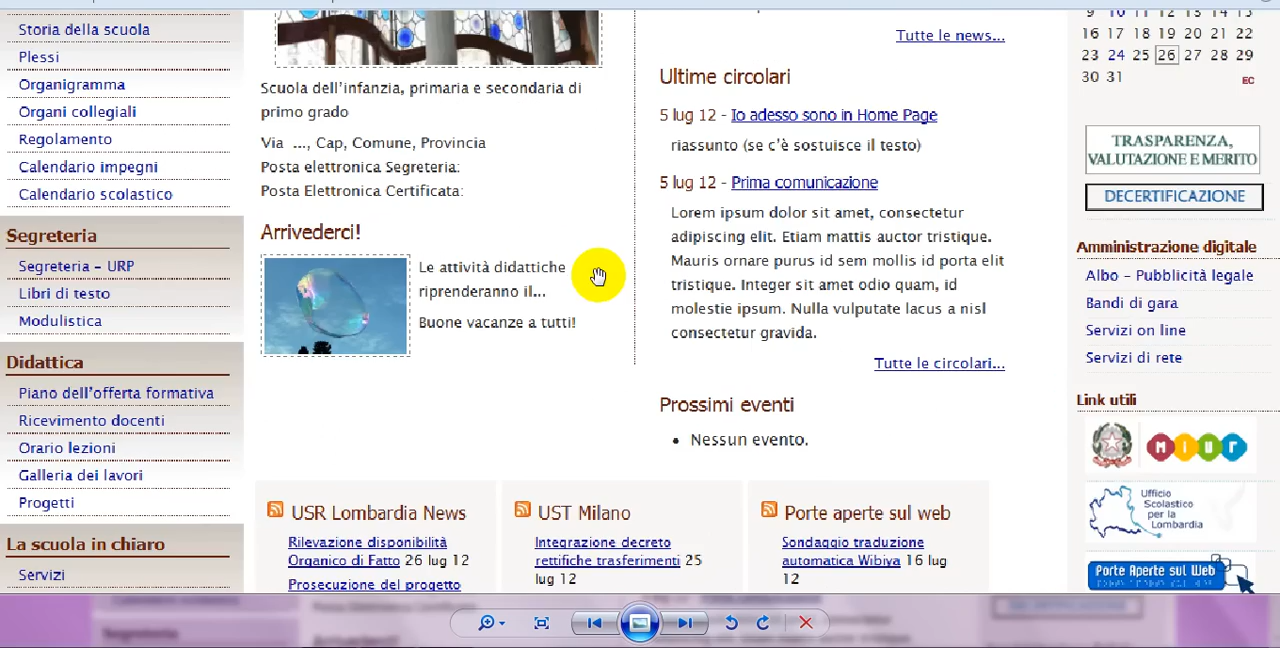 Storia della scuola
Plessi
Organigramma
Organi collegiali
Regolamento
Calendario impegni
Calendario scolastico
Segreteria
Segreteria – URP
Libri di testo
Modulistica
Didattica
Piano dell'offerta formativa
Ricevimento docenti
Orario lezioni
Galleria dei lavori
Progetti
La scuola in chiaro
Servizi
Scuola dell'infanzia, primaria e secondaria di
primo grado
Via ..., Cap, Comune, Provincia
Posta elettronica Segreteria:
Posta Elettronica Certificata:
Arrivederci!
Le attività didattiche
riprenderanno il...
Buone vacanze a tutti!
Tutte le news...
Ultime circolari
5 lug 12 - Io adesso sono in Home Page
riassunto (se c'è sostuisce il testo)
5 lug 12 - Prima comunicazione
Lorem ipsum dolor sit amet, consectetur
adipiscing elit. Etiam mattis auctor tristique.
Mauris ornare purus id sem mollis id porta elit
tristique. Integer sit amet odio quam, id
molestie ipsum. Nulla vulputate lacus a nisl
consectetur gravida.
Tutte le circolari...
Prossimi eventi
• Nessun evento.
USR Lombardia News
Rilevazione disponibilità
Organico di Fatto 26 lug 12
Prosecuzione del progetto
UST Milano
Integrazione decreto
rettifiche trasferimenti 25
lug 12
Porte aperte sul web
Sondaggio traduzione
automatica Wibiya 16 lug
12
9 10 11 12 13 14 15
16 17 18 19 20 21 22
23 24 25 26 27 28 29
30 31
EC
TRASPARENZA,
VALUTAZIONE E MERITO
DECERTIFICAZIONE
Amministrazione digitale
Albo – Pubblicità legale
Bandi di gara
Servizi on line
Servizi di rete
Link utili
MIUR
Ufficio
Scolastico
per la
Lombardia
Porte Aperte sul Web